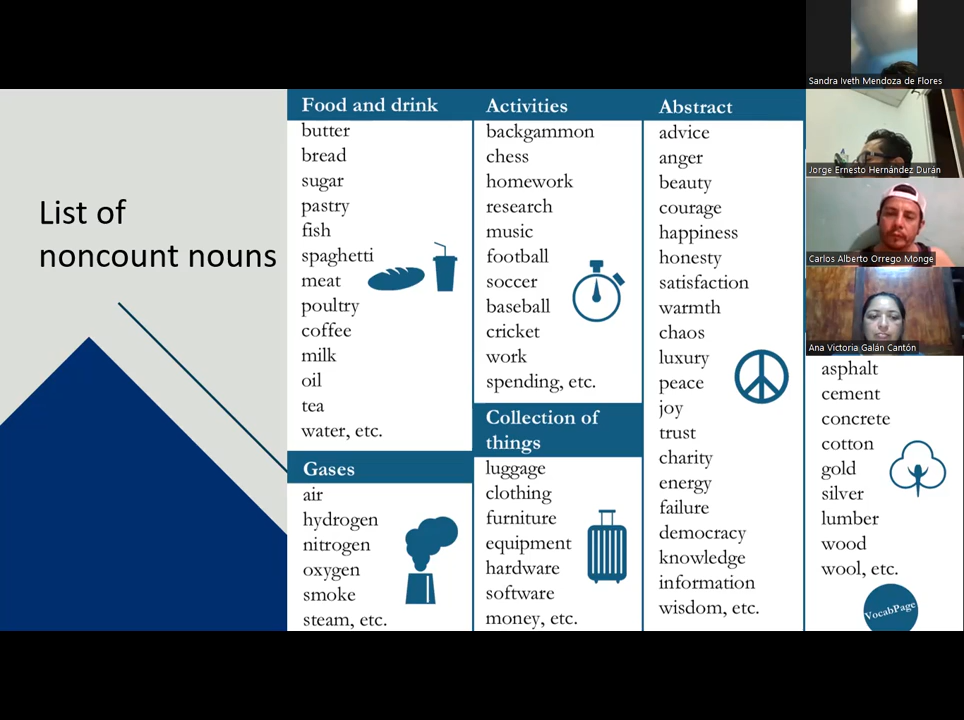 List of
noncount nouns
Food and drink
butter
bread
sugar
pastry
fish
spaghetti
meat
poultry
coffee
milk
oil
tea
water, etc.
Gases
air
hydrogen
nitrogen
oxygen
smoke
steam, etc.
Activities
backgammon
chess
homework
research
music
football
soccer
baseball
cricket
work
spending, etc.
Collection of
things
luggage
clothing
furniture
equipment
hardware
software
money, etc.
Abstract
advice
anger
beauty
courage
happiness
honesty
satisfaction
warmth
chaos
luxury
peace
joy
trust
charity
energy
failure
democracy
knowledge
information
wisdom, etc.
asphalt
cement
concrete
cotton
gold
silver
lumber
wood
wool, etc.
VocabPage
Sandra Iveth Mendoza de Flores
Jorge Ernesto Hernández Durán
Carlos Alberto Orrego Monge
Ana Victoria Galán Cantón